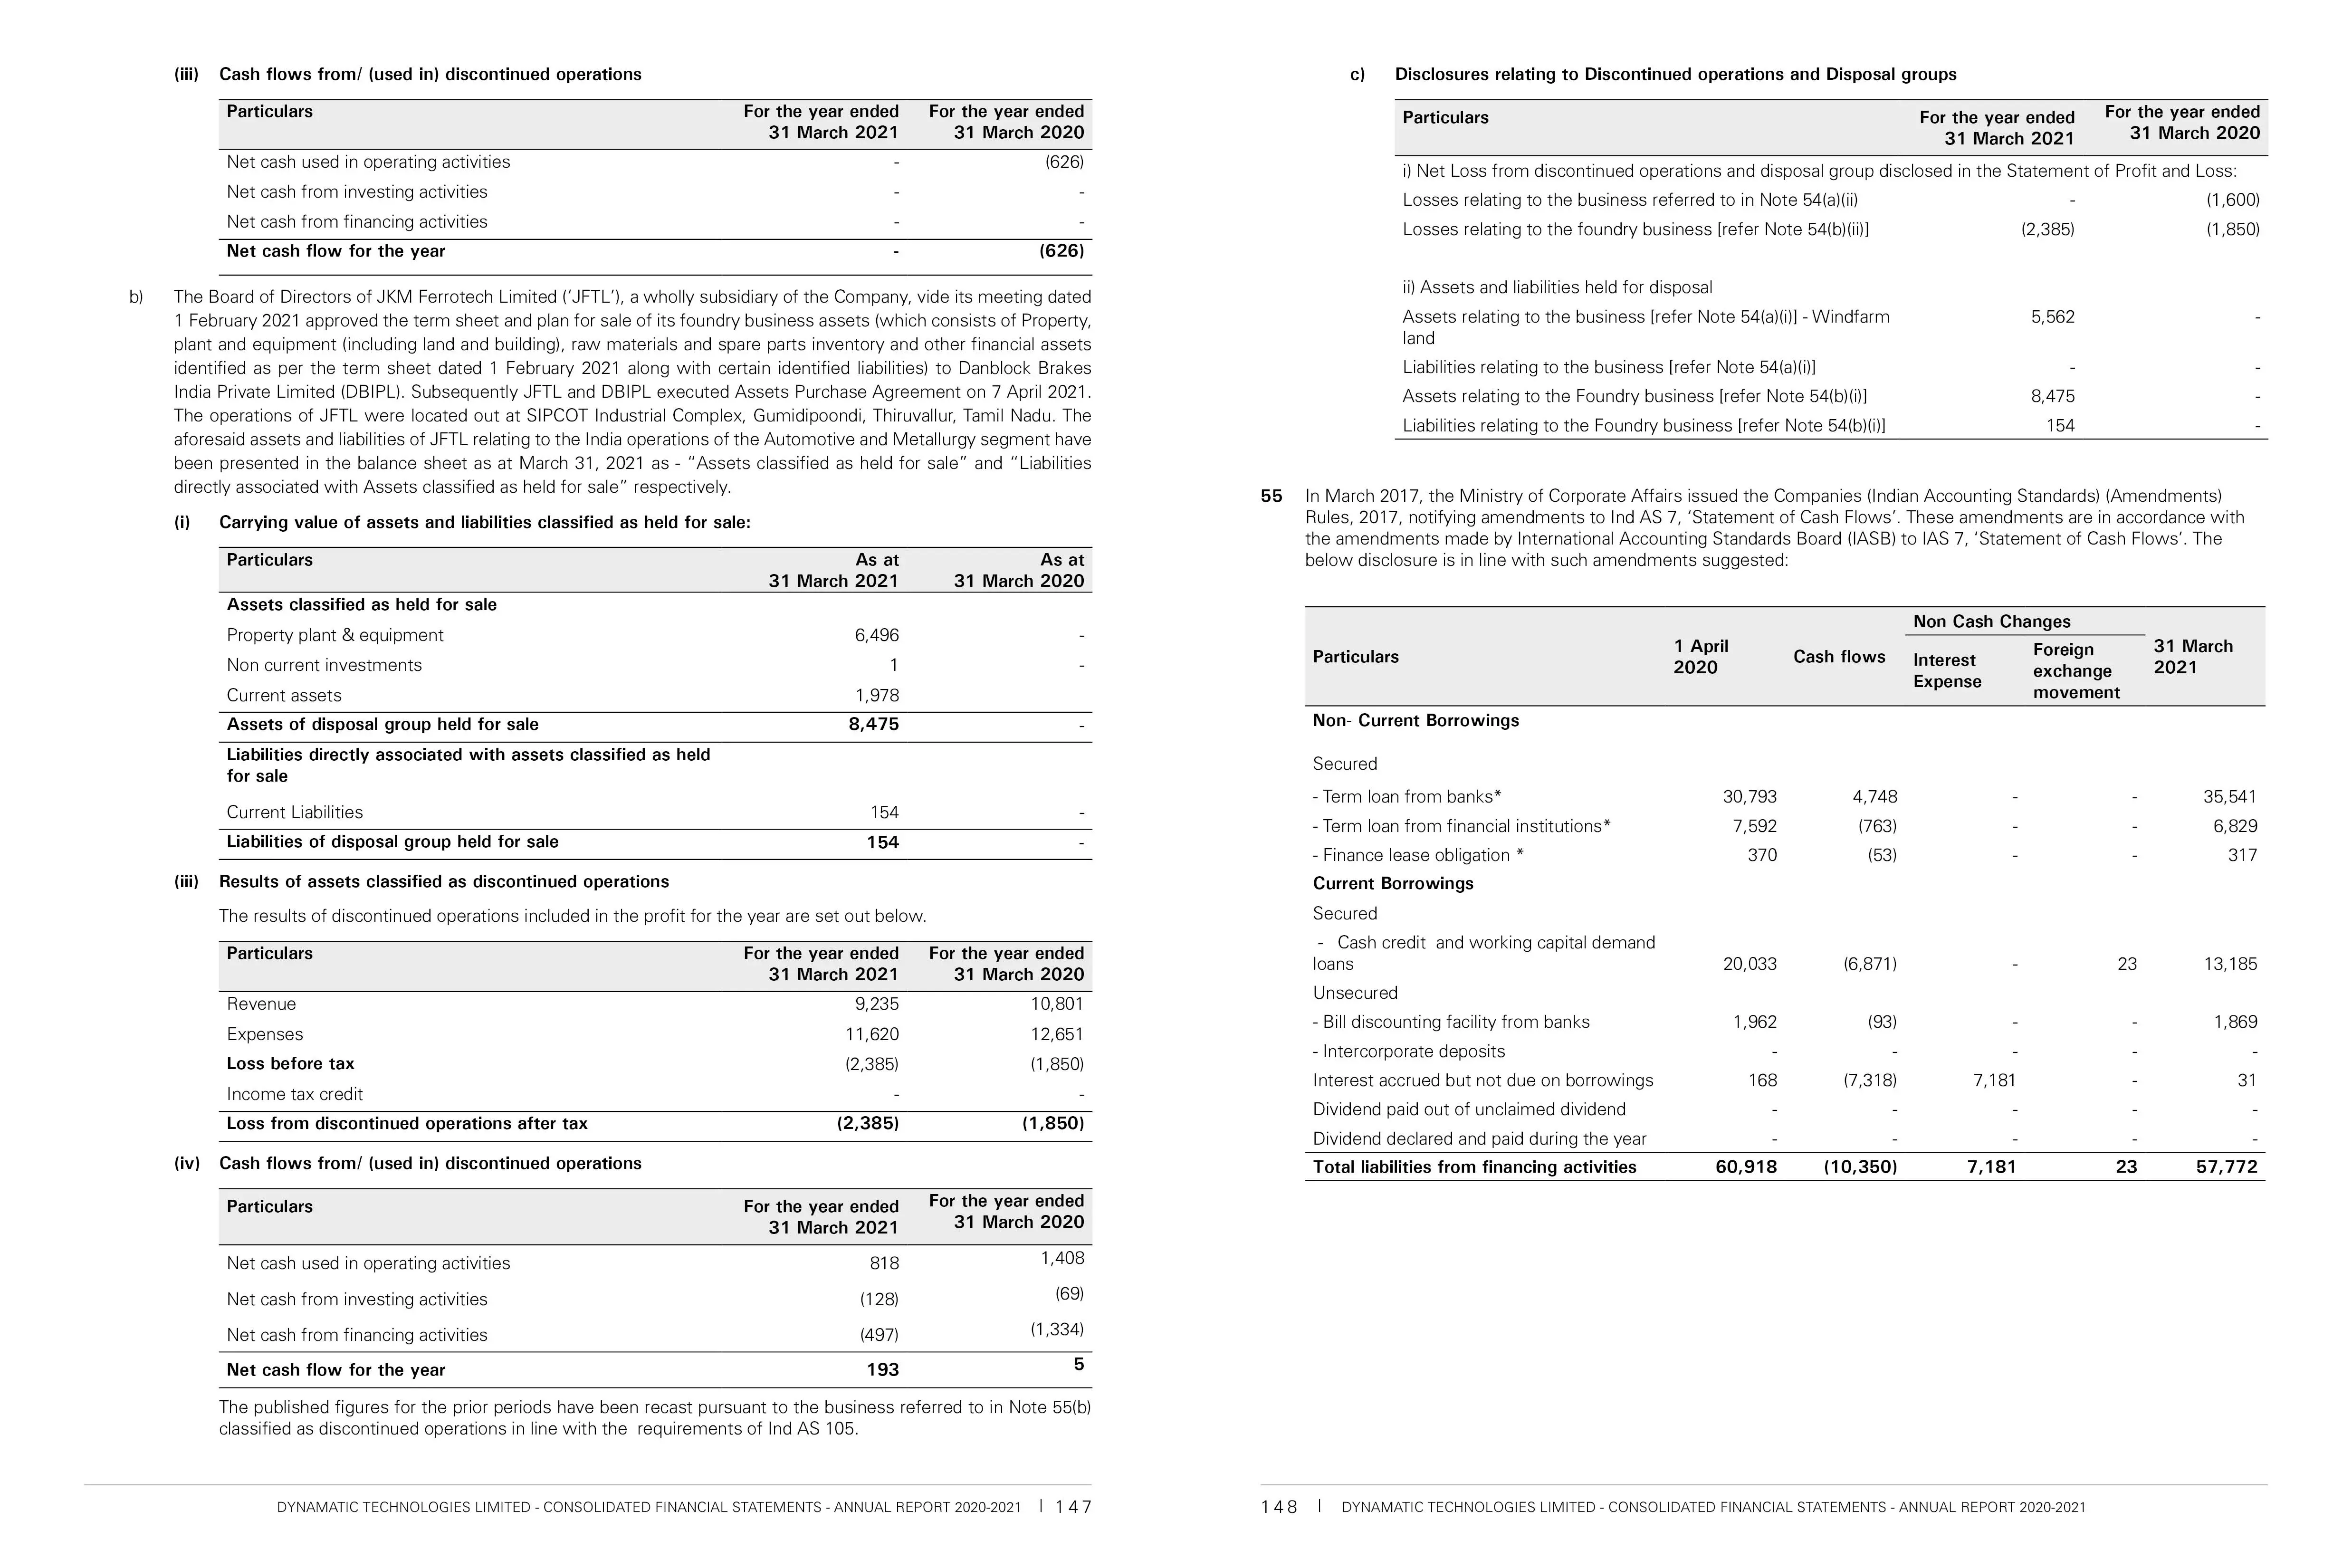 (iii) Cash flows from/ (used in) discontinued operations
Particulars For the year ended 31 March 2021 For the year ended 31 March 2020
Net cash used in operating activities - (626)
Net cash from investing activities - -
Net cash from financing activities - -
Net cash flow for the year - (626)
b) The Board of Directors of JKM Ferrotech Limited (‘JFTL’), a wholly subsidiary of the Company, vide its meeting dated
1 February 2021 approved the term sheet and plan for sale of its foundry business assets (which consists of Property,
plant and equipment (including land and building), raw materials and spare parts inventory and other financial assets
identified as per the term sheet dated 1 February 2021 along with certain identified liabilities) to Danblock Brakes
India Private Limited (DBIPL). Subsequently JFTL and DBIPL executed Assets Purchase Agreement on 7 April 2021.
The operations of JFTL were located out at SIPCOT Industrial Complex, Gumidipoondi, Thiruvallur, Tamil Nadu. The
aforesaid assets and liabilities of JFTL relating to the India operations of the Automotive and Metallurgy segment have
been presented in the balance sheet as at March 31, 2021 as - “Assets classified as held for sale” and “Liabilities
directly associated with Assets classified as held for sale” respectively.
(i) Carrying value of assets and liabilities classified as held for sale:
Particulars As at 31 March 2021 As at 31 March 2020
Assets classified as held for sale
Property plant & equipment 6,496 -
Non current investments 1 -
Current assets 1,978
Assets of disposal group held for sale 8,475 -
Liabilities directly associated with assets classified as held
for sale
Current Liabilities 154 -
Liabilities of disposal group held for sale 154 -
(iii) Results of assets classified as discontinued operations
The results of discontinued operations included in the profit for the year are set out below.
Particulars For the year ended 31 March 2021 For the year ended 31 March 2020
Revenue 9,235 10,801
Expenses 11,620 12,651
Loss before tax (2,385) (1,850)
Income tax credit - -
Loss from discontinued operations after tax (2,385) (1,850)
(iv) Cash flows from/ (used in) discontinued operations
Particulars For the year ended 31 March 2021 For the year ended 31 March 2020
Net cash used in operating activities 818 1,408
Net cash from investing activities (128) (69)
Net cash from financing activities (497) (1,334)
Net cash flow for the year 193 5
The published figures for the prior periods have been recast pursuant to the business referred to in Note 55(b)
classified as discontinued operations in line with the requirements of Ind AS 105.
DYNAMATIC TECHNOLOGIES LIMITED - CONSOLIDATED FINANCIAL STATEMENTS - ANNUAL REPORT 2020-2021 | 147
c) Disclosures relating to Discontinued operations and Disposal groups
Particulars For the year ended 31 March 2021 For the year ended 31 March 2020
i) Net Loss from discontinued operations and disposal group disclosed in the Statement of Profit and Loss:
Losses relating to the business referred to in Note 54(a)(ii) - (1,600)
Losses relating to the foundry business [refer Note 54(b)(ii)] (2,385) (1,850)
ii) Assets and liabilities held for disposal
Assets relating to the business [refer Note 54(a)(i)] - Windfarm 5,562 -
land
Liabilities relating to the business [refer Note 54(a)(i)] - -
Assets relating to the Foundry business [refer Note 54(b)(i)] 8,475 -
Liabilities relating to the Foundry business [refer Note 54(b)(i)] 154 -
55 In March 2017, the Ministry of Corporate Affairs issued the Companies (Indian Accounting Standards) (Amendments)
Rules, 2017, notifying amendments to Ind AS 7, ‘Statement of Cash Flows’. These amendments are in accordance with
the amendments made by International Accounting Standards Board (IASB) to IAS 7, ‘Statement of Cash Flows’. The
below disclosure is in line with such amendments suggested:
Particulars 1 April 2020 Cash flows Non Cash Changes Interest Expense Foreign exchange movement 31 March 2021
Non- Current Borrowings
Secured
- Term loan from banks* 30,793 4,748 - - 35,541
- Term loan from financial institutions* 7,592 (763) - - 6,829
- Finance lease obligation * 370 (53) - - 317
Current Borrowings
Secured
- Cash credit and working capital demand
loans 20,033 (6,871) - 23 13,185
Unsecured
- Bill discounting facility from banks 1,962 (93) - - 1,869
- Intercorporate deposits - - - - -
Interest accrued but not due on borrowings 168 (7,318) 7,181 - 31
Dividend paid out of unclaimed dividend - - - - -
Dividend declared and paid during the year - - - - -
Total liabilities from financing activities 60,918 (10,350) 7,181 23 57,772
148 | DYNAMATIC TECHNOLOGIES LIMITED - CONSOLIDATED FINANCIAL STATEMENTS - ANNUAL REPORT 2020-2021